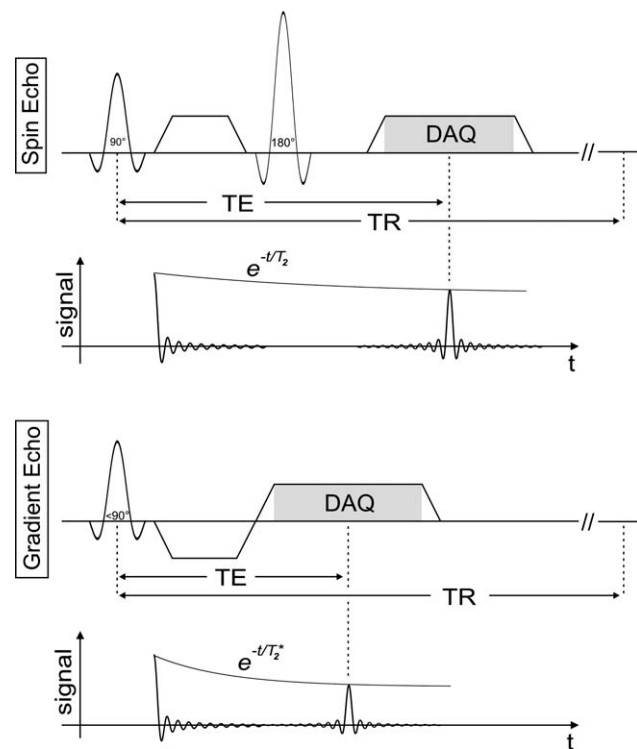 Spin Echo
90°
180°
DAQ
//
TE
TR
signal
e^-t/T₂
t
Gradient Echo
<90°
DAQ
//
TE
TR
signal
e^-t/T₂*
t